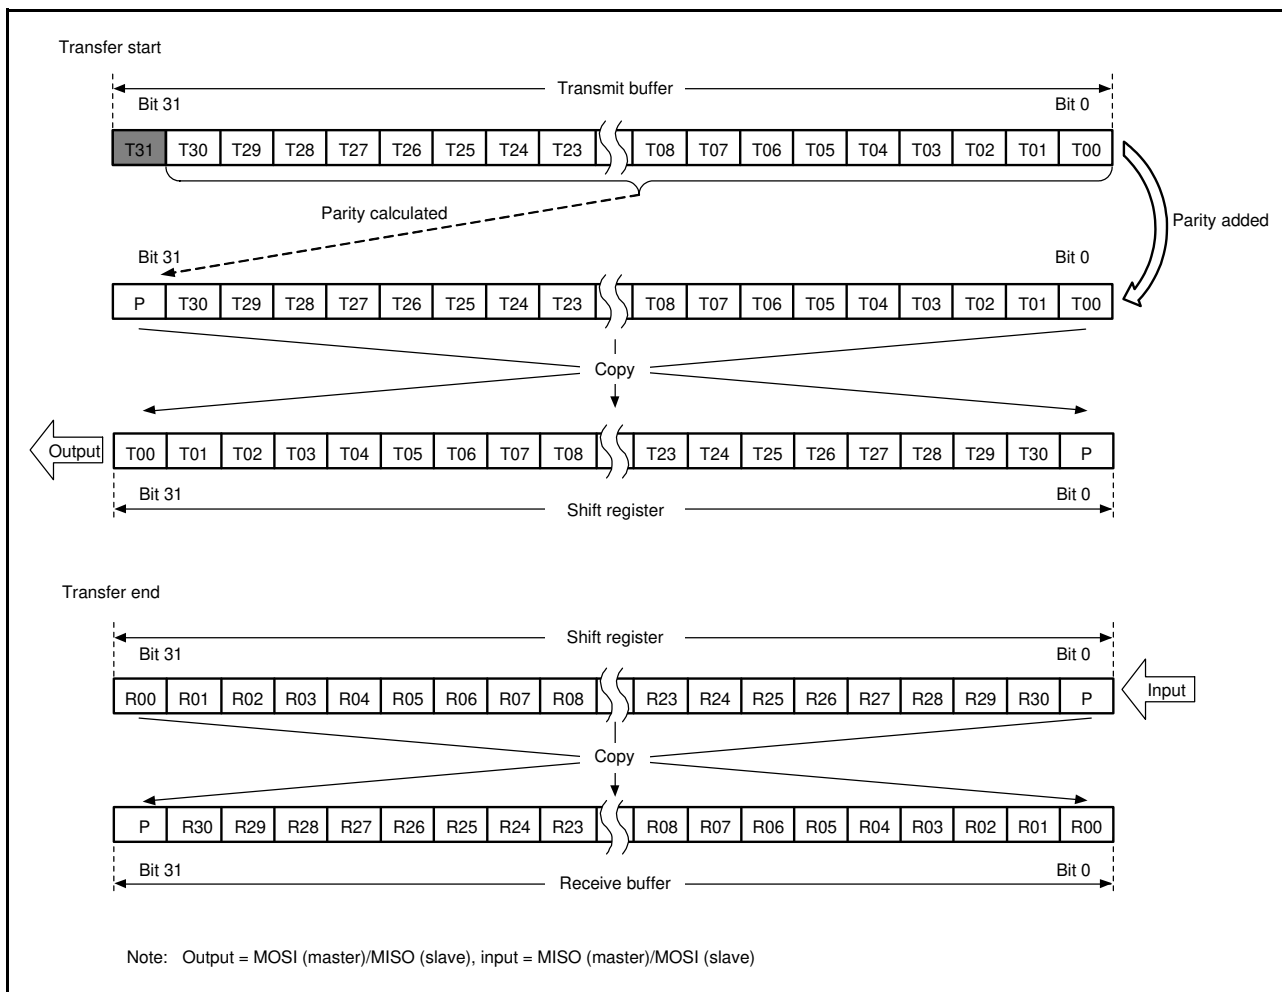 Transfer start
Transmit buffer
Bit 31 Bit 0
T31 T30 T29 T28 T27 T26 T25 T24 T23 T08 T07 T06 T05 T04 T03 T02 T01 T00
Parity calculated
Parity added
Bit 31 Bit 0
P T30 T29 T28 T27 T26 T25 T24 T23 T08 T07 T06 T05 T04 T03 T02 T01 T00
Copy
Output
T00 T01 T02 T03 T04 T05 T06 T07 T08 T23 T24 T25 T26 T27 T28 T29 T30 P
Bit 31 Bit 0
Shift register
Transfer end
Shift register
Bit 31 Bit 0
R00 R01 R02 R03 R04 R05 R06 R07 R08 R23 R24 R25 R26 R27 R28 R29 R30 P
Input
Copy
P R30 R29 R28 R27 R26 R25 R24 R23 R08 R07 R06 R05 R04 R03 R02 R01 R00
Bit 31 Bit 0
Receive buffer
Note: Output = MOSI (master)/MISO (slave), input = MISO (master)/MOSI (slave)